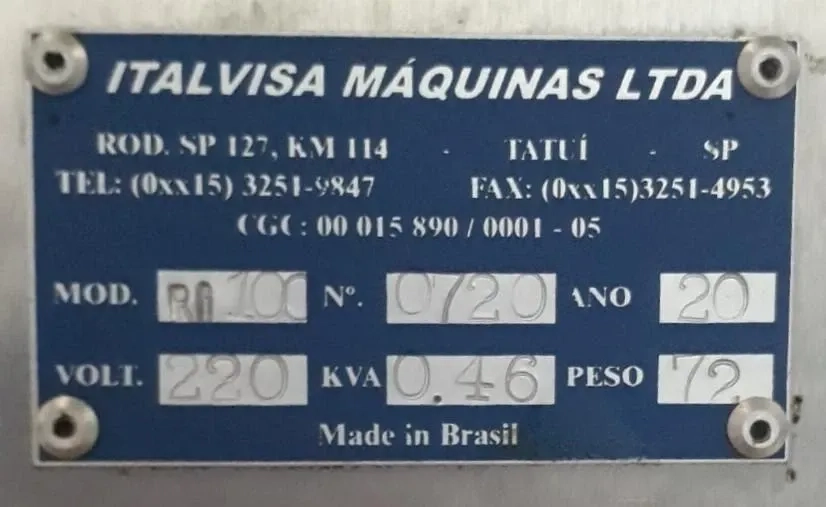 ITALVISA MÁQUINAS LTDA
ROD. SP 127, KM 114 - TATUÍ - SP
TEL: (0xx15) 3251-9847 FAX: (0xx15)3251-4953
CGC: 00 015 890 / 0001 - 05
MOD. RA 100 Nº. 0720 ANO 20
VOLT. 220 KVA 0.46 PESO 72
Made in Brasil